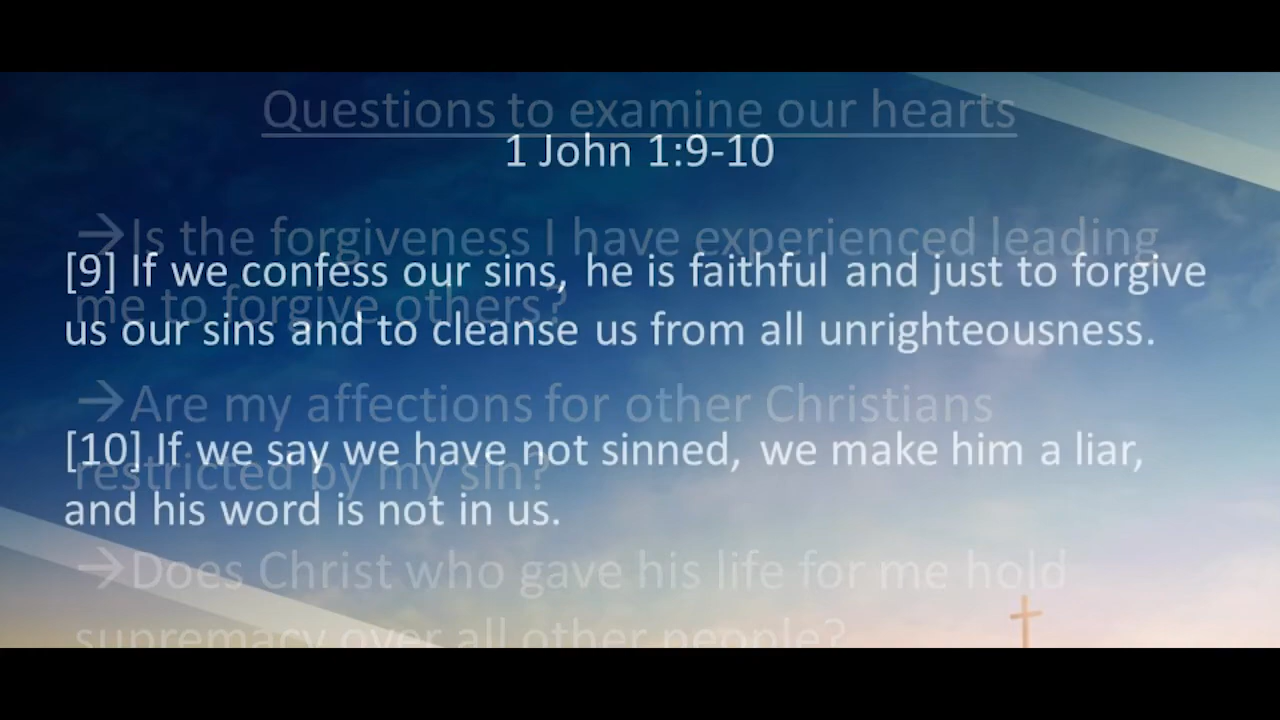 Questions to examine our hearts
1 John 1:9-10
→Is the forgiveness I have experienced leading
[9] If we confess our sins, he is faithful and just to forgive
me to forgive others?
us our sins and to cleanse us from all unrighteousness.
→Are my affections for other Christians
[10] If we say we have not sinned, we make him a liar,
restricted by my sin?
and his word is not in us.
→Does Christ who gave his life for me hold
supremacy over all other people?